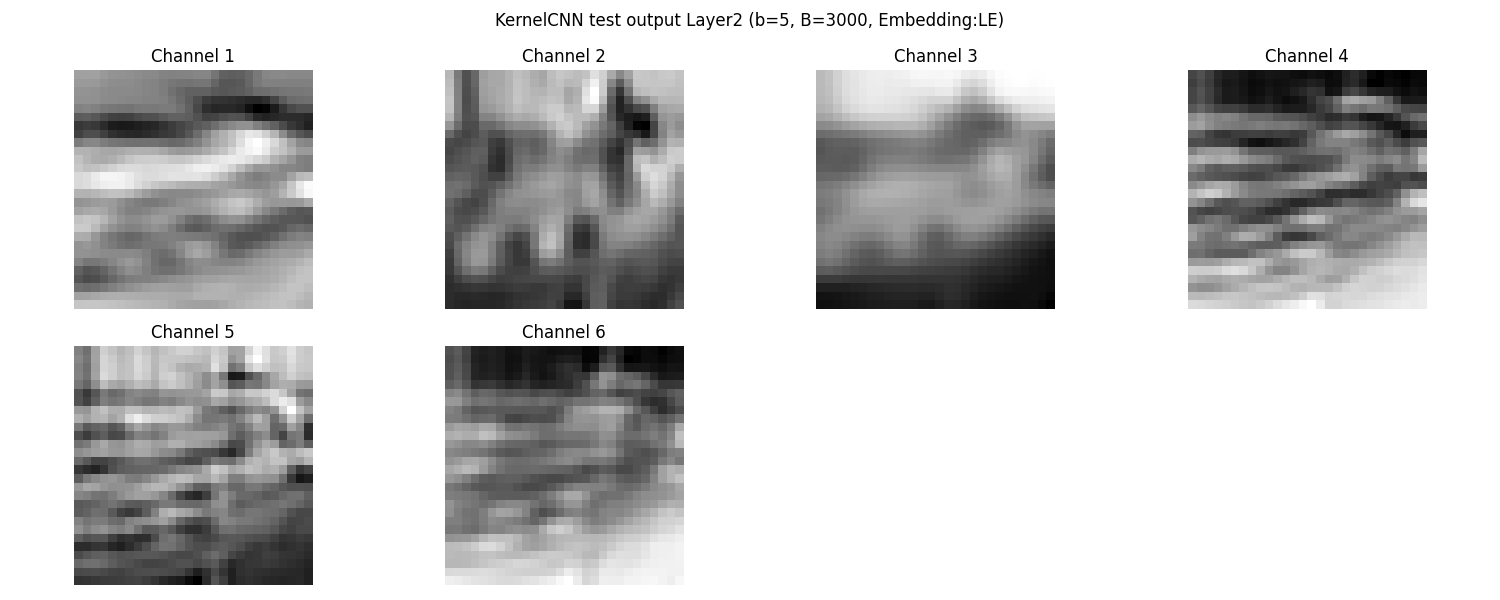 KernelCNN test output Layer2 (b=5, B=3000, Embedding:LE)
Channel 1
Channel 2
Channel 3
Channel 4
Channel 5
Channel 6